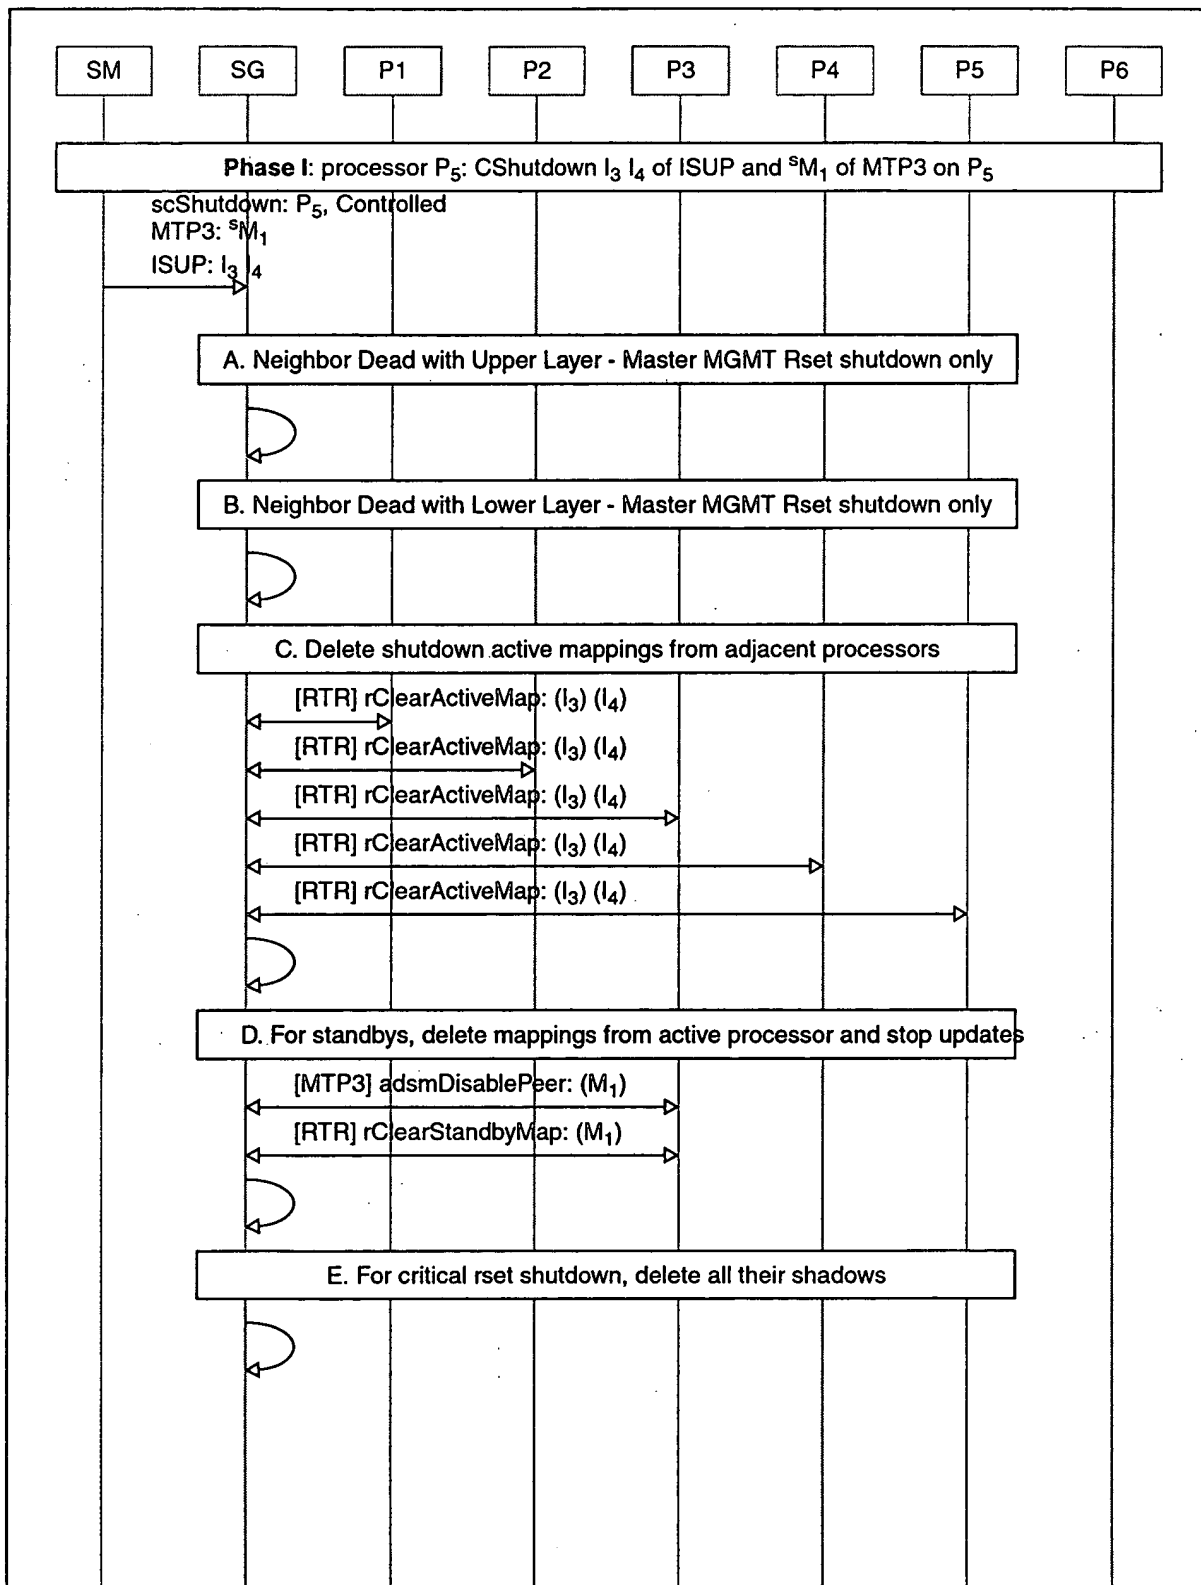 SM SG P1 P2 P3 P4 P5 P6
Phase I: processor P5: CShutdown I3 I4 of ISUP and sM1 of MTP3 on P5
scShutdown: P5, Controlled
MTP3: sM1
ISUP: I3 I4
A. Neighbor Dead with Upper Layer - Master MGMT Rset shutdown only
B. Neighbor Dead with Lower Layer - Master MGMT Rset shutdown only
C. Delete shutdown active mappings from adjacent processors
[RTR] rClearActiveMap: (I3) (I4)
[RTR] rClearActiveMap: (I3) (I4)
[RTR] rClearActiveMap: (I3) (I4)
[RTR] rClearActiveMap: (I3) (I4)
[RTR] rClearActiveMap: (I3) (I4)
D. For standbys, delete mappings from active processor and stop updates
[MTP3] adsmDisablePeer: (M1)
[RTR] rClearStandbyMap: (M1)
E. For critical rset shutdown, delete all their shadows